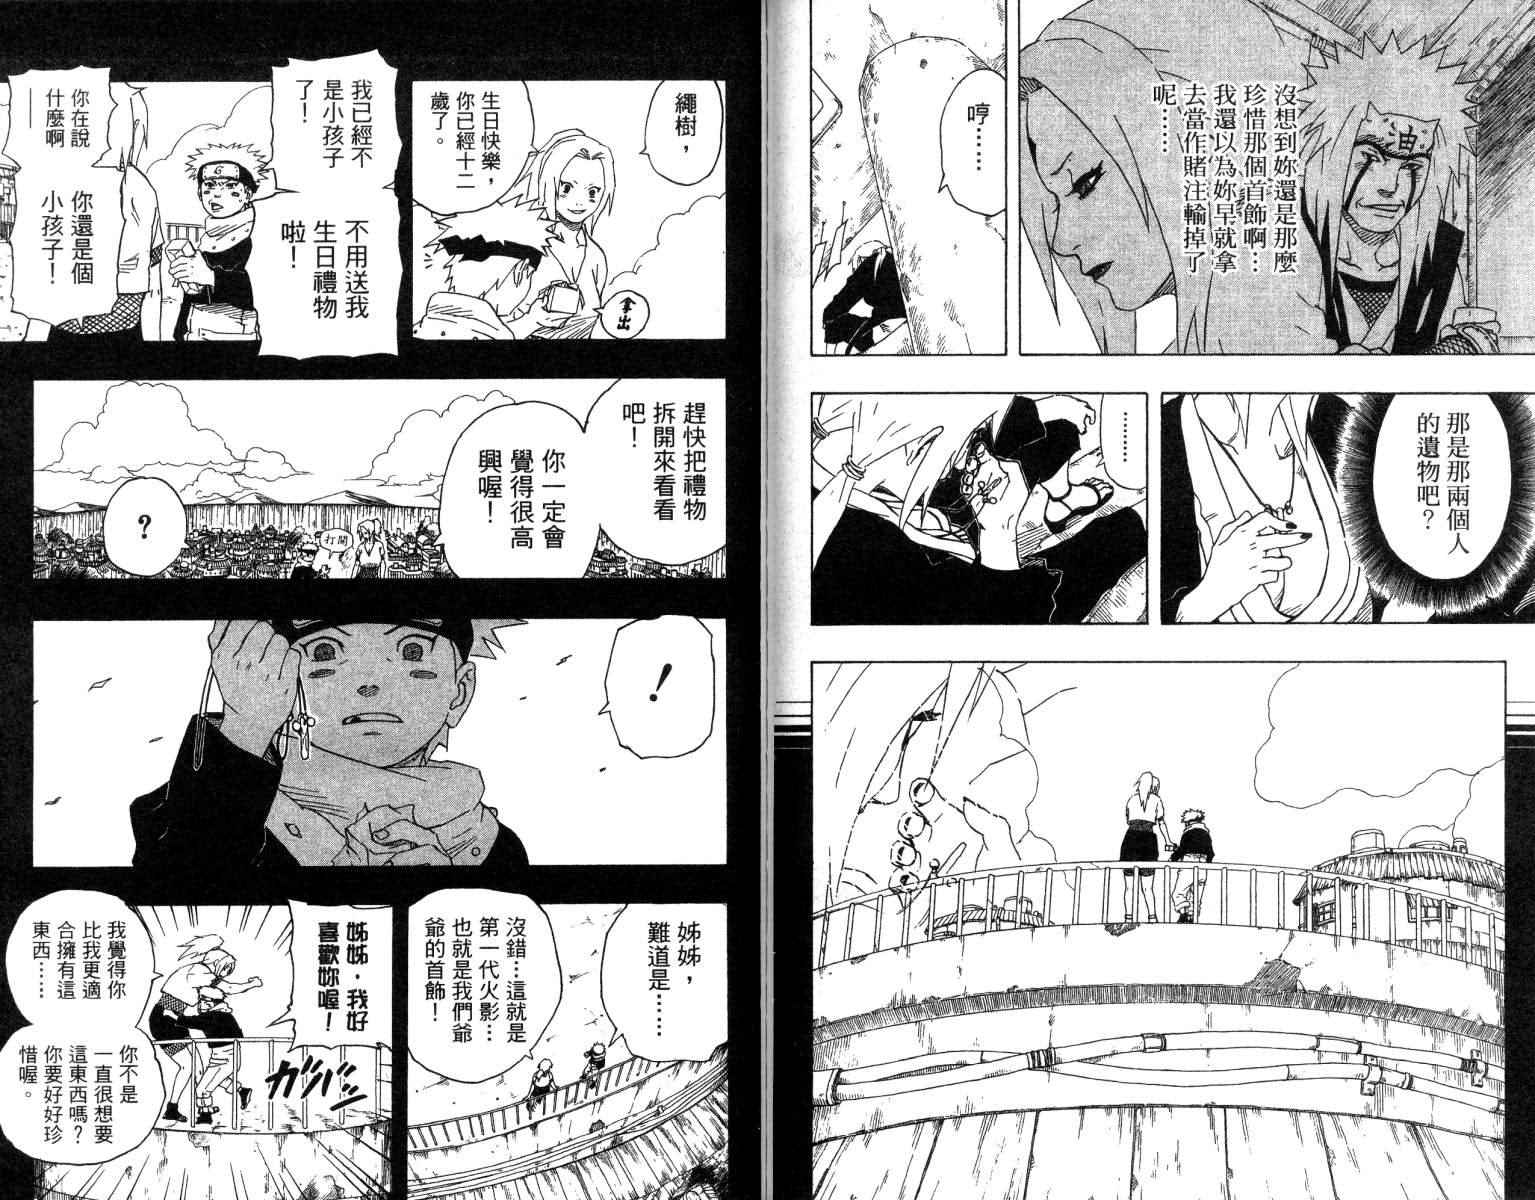 沒想到妳還是那麼
珍惜那個首飾啊…
我還以為妳早就拿
去當作賭注輸掉了
呢……
油
哼……
那是那兩個人
的遺物吧？
………
繩樹，
生日快樂，
你已經十二
歲了。
拿出
我已經不
是小孩子
了！
不用送我
生日禮物
啦！
你在說
什麼啊
——
你還是個
小孩子！
趕快把禮物
拆開來看看
吧！
你一定會
覺得很高
興喔！
打開
？
！
姊姊，
難道是……
沒錯…這就是
第一代火影…
也就是我們爺
爺的首飾！
姊姊，我好
喜歡妳喔！
ガバッ
我覺得你
比我更適
合擁有這
東西……
你不是
一直很想要
這東西嗎？
你要好好珍
惜喔。